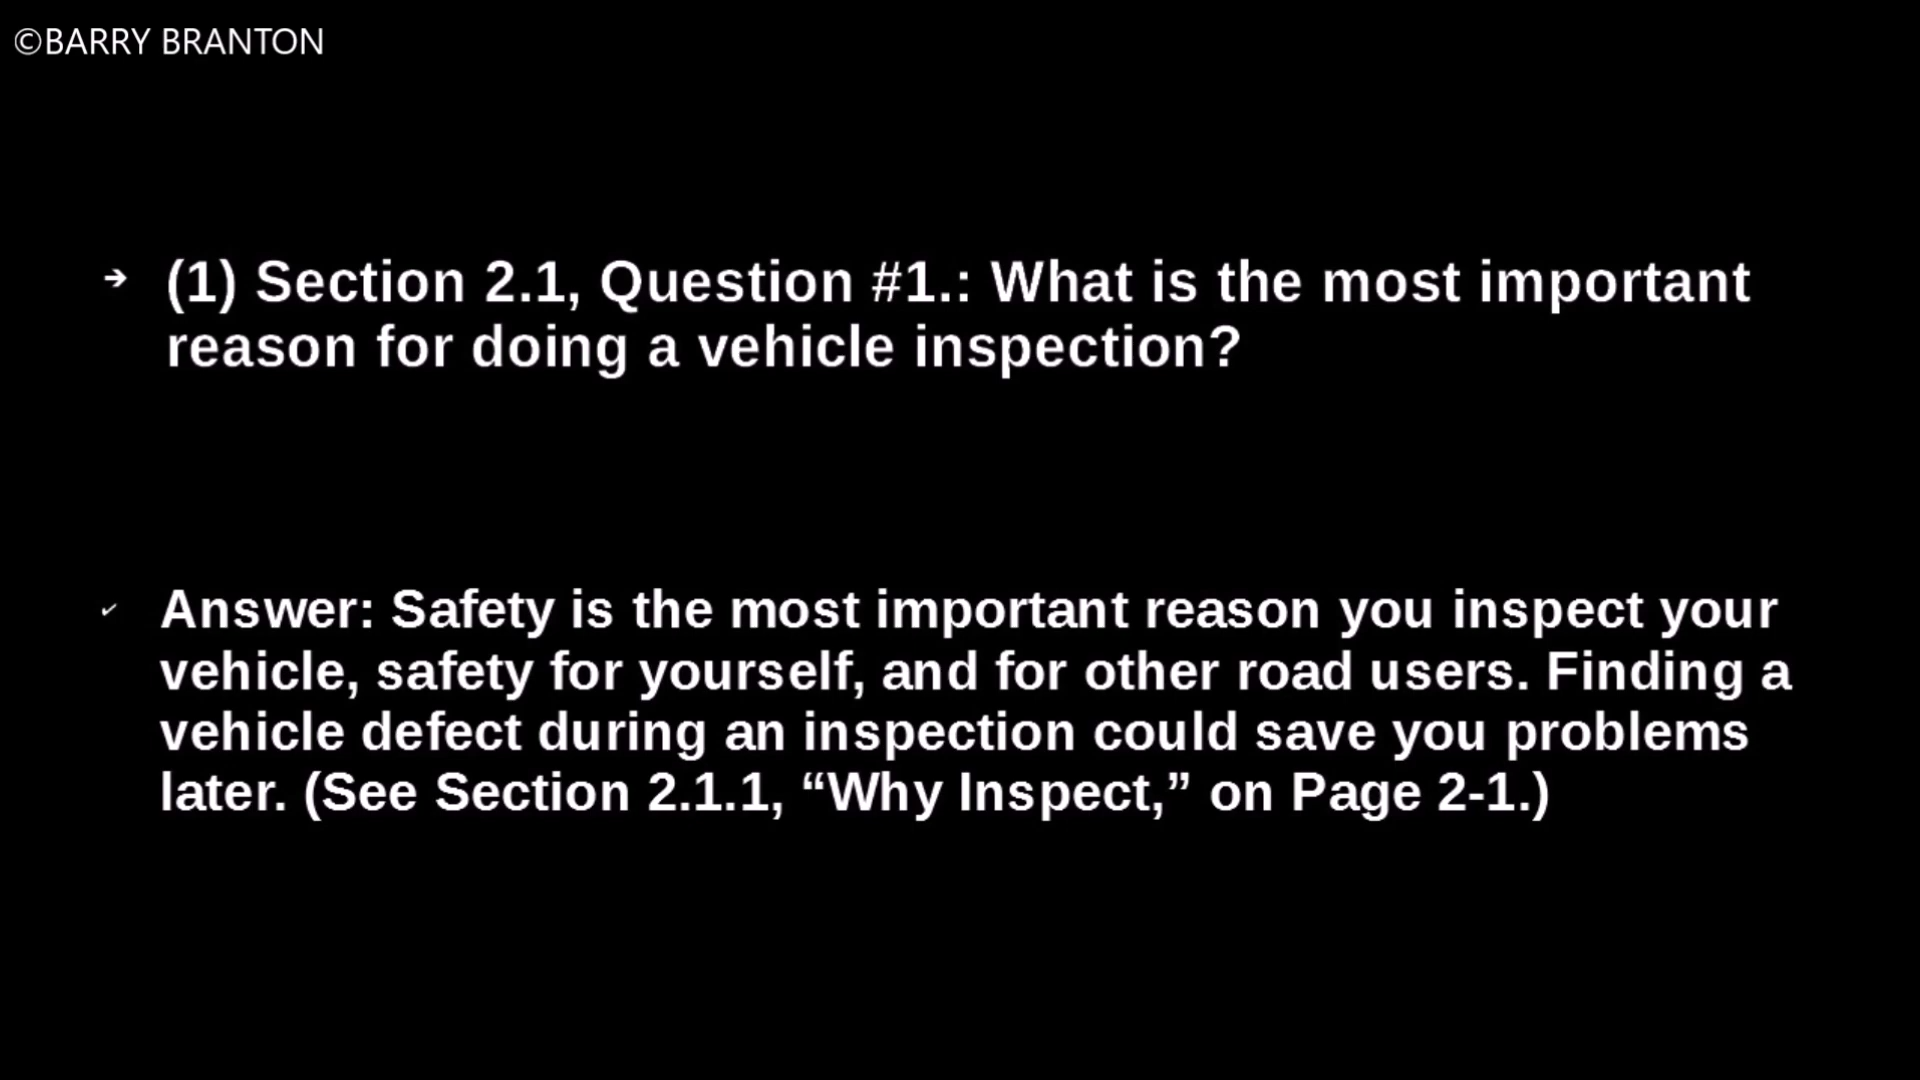 ©BARRY BRANTON
➔ (1) Section 2.1, Question #1.: What is the most important
reason for doing a vehicle inspection?
✓ Answer: Safety is the most important reason you inspect your
vehicle, safety for yourself, and for other road users. Finding a
vehicle defect during an inspection could save you problems
later. (See Section 2.1.1, “Why Inspect,” on Page 2-1.)